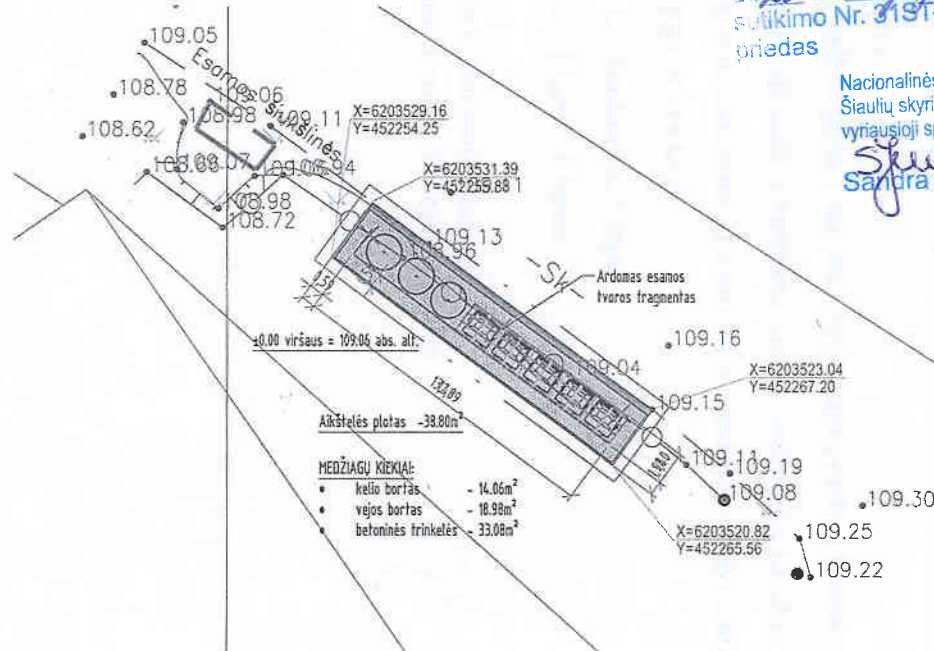 sutikimo Nr. 31S1-
priedas
Nacionalinės
Šiaulių skyri
vyriausioji sp
Sandra
109.05
108.78
108.62
Esamos šiukšlinės
109.06
108.98
109.11
X=6203529.16
Y=452254.25
X=6203531.39
109.07
108.94
108.98
108.72
109.13
108.96
-Sk-
Ardomas esamos
tvoros fragmentas
0.50
±0.00 viršaus = 109.05 abs. alt.
109.16
109.04
X=6203523.04
Y=452267.20
109.15
Aikštelės plotas -38.80m²
MEDŽIAGŲ KIEKIAI:
• kelio bortas - 14.06m²
• vejos bortas - 18.98m²
• betoninės trinkelės - 33.08m²
109.11
109.19
109.08
109.30
X=6203520.82
Y=452265.56
109.25
109.22